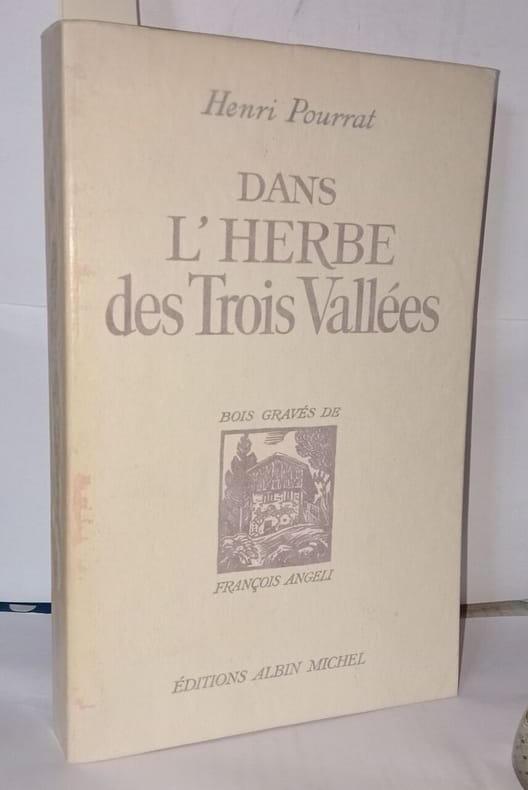 Henri Pourrat
DANS
L'HERBE
des Trois Vallées
BOIS GRAVÉS DE
FRANÇOIS ANGELI
ÉDITIONS ALBIN MICHEL